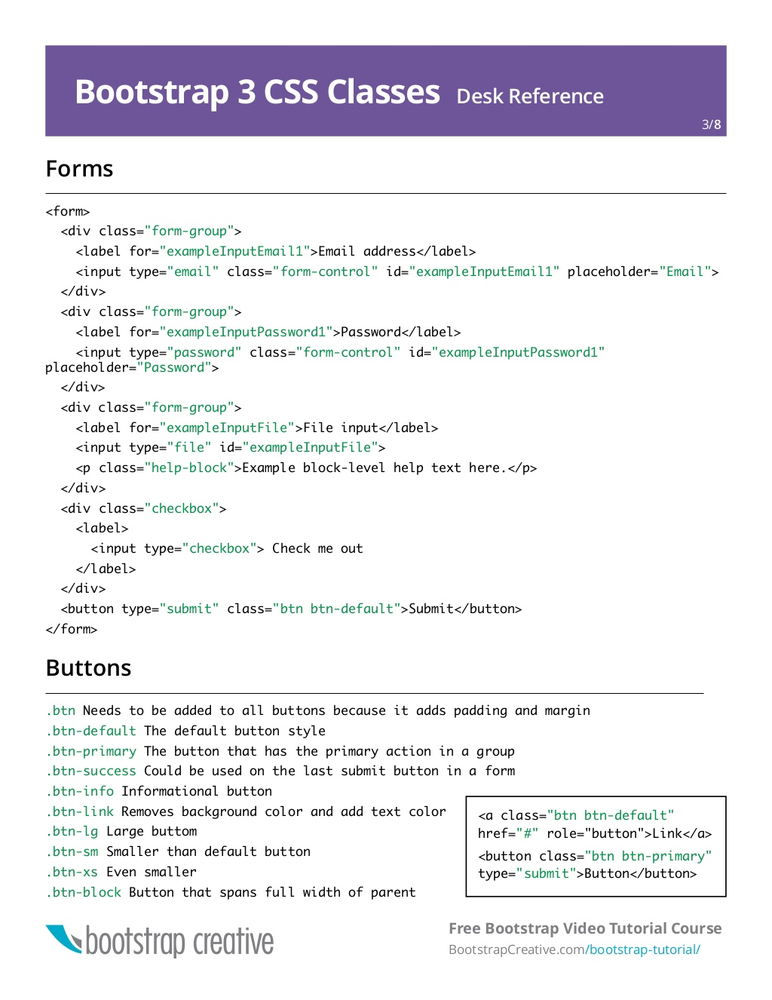 Bootstrap 3 CSS Classes Desk Reference
3/8
Forms
<form>
  <div class="form-group">
    <label for="exampleInputEmail1">Email address</label>
    <input type="email" class="form-control" id="exampleInputEmail1" placeholder="Email">
  </div>
  <div class="form-group">
    <label for="exampleInputPassword1">Password</label>
    <input type="password" class="form-control" id="exampleInputPassword1"
placeholder="Password">
  </div>
  <div class="form-group">
    <label for="exampleInputFile">File input</label>
    <input type="file" id="exampleInputFile">
    <p class="help-block">Example block-level help text here.</p>
  </div>
  <div class="checkbox">
    <label>
      <input type="checkbox"> Check me out
    </label>
  </div>
  <button type="submit" class="btn btn-default">Submit</button>
</form>
Buttons
.btn Needs to be added to all buttons because it adds padding and margin
.btn-default The default button style
.btn-primary The button that has the primary action in a group
.btn-success Could be used on the last submit button in a form
.btn-info Informational button
.btn-link Removes background color and add text color
.btn-lg Large buttom
.btn-sm Smaller than default button
.btn-xs Even smaller
.btn-block Button that spans full width of parent
<a class="btn btn-default"
href="#" role="button">Link</a>
<button class="btn btn-primary"
type="submit">Button</button>
bootstrap creative
Free Bootstrap Video Tutorial Course
BootstrapCreative.com/bootstrap-tutorial/